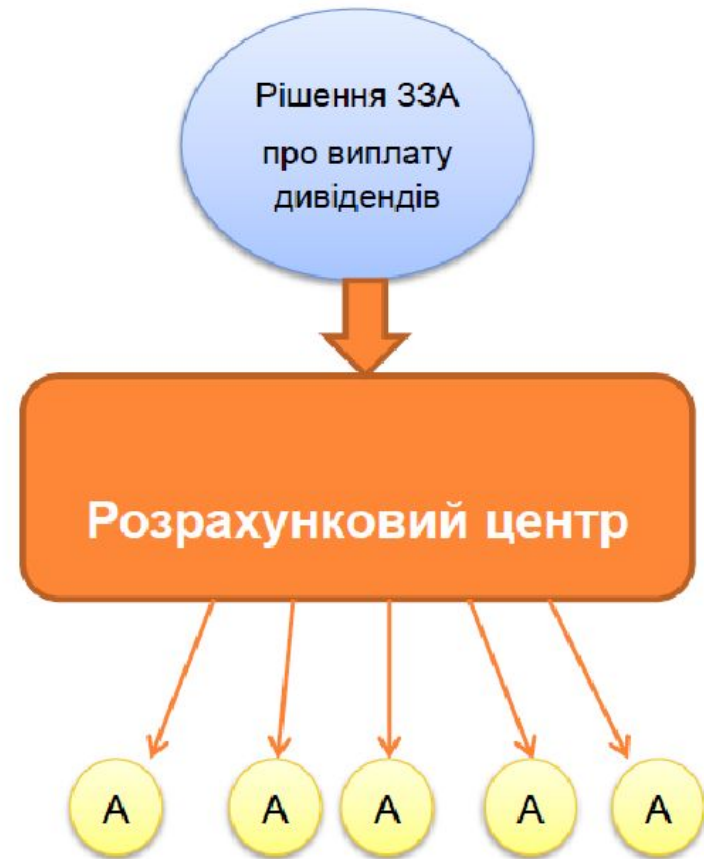 Рішення ЗЗА
про виплату
дивідендів
Розрахунковий центр
А А А А А